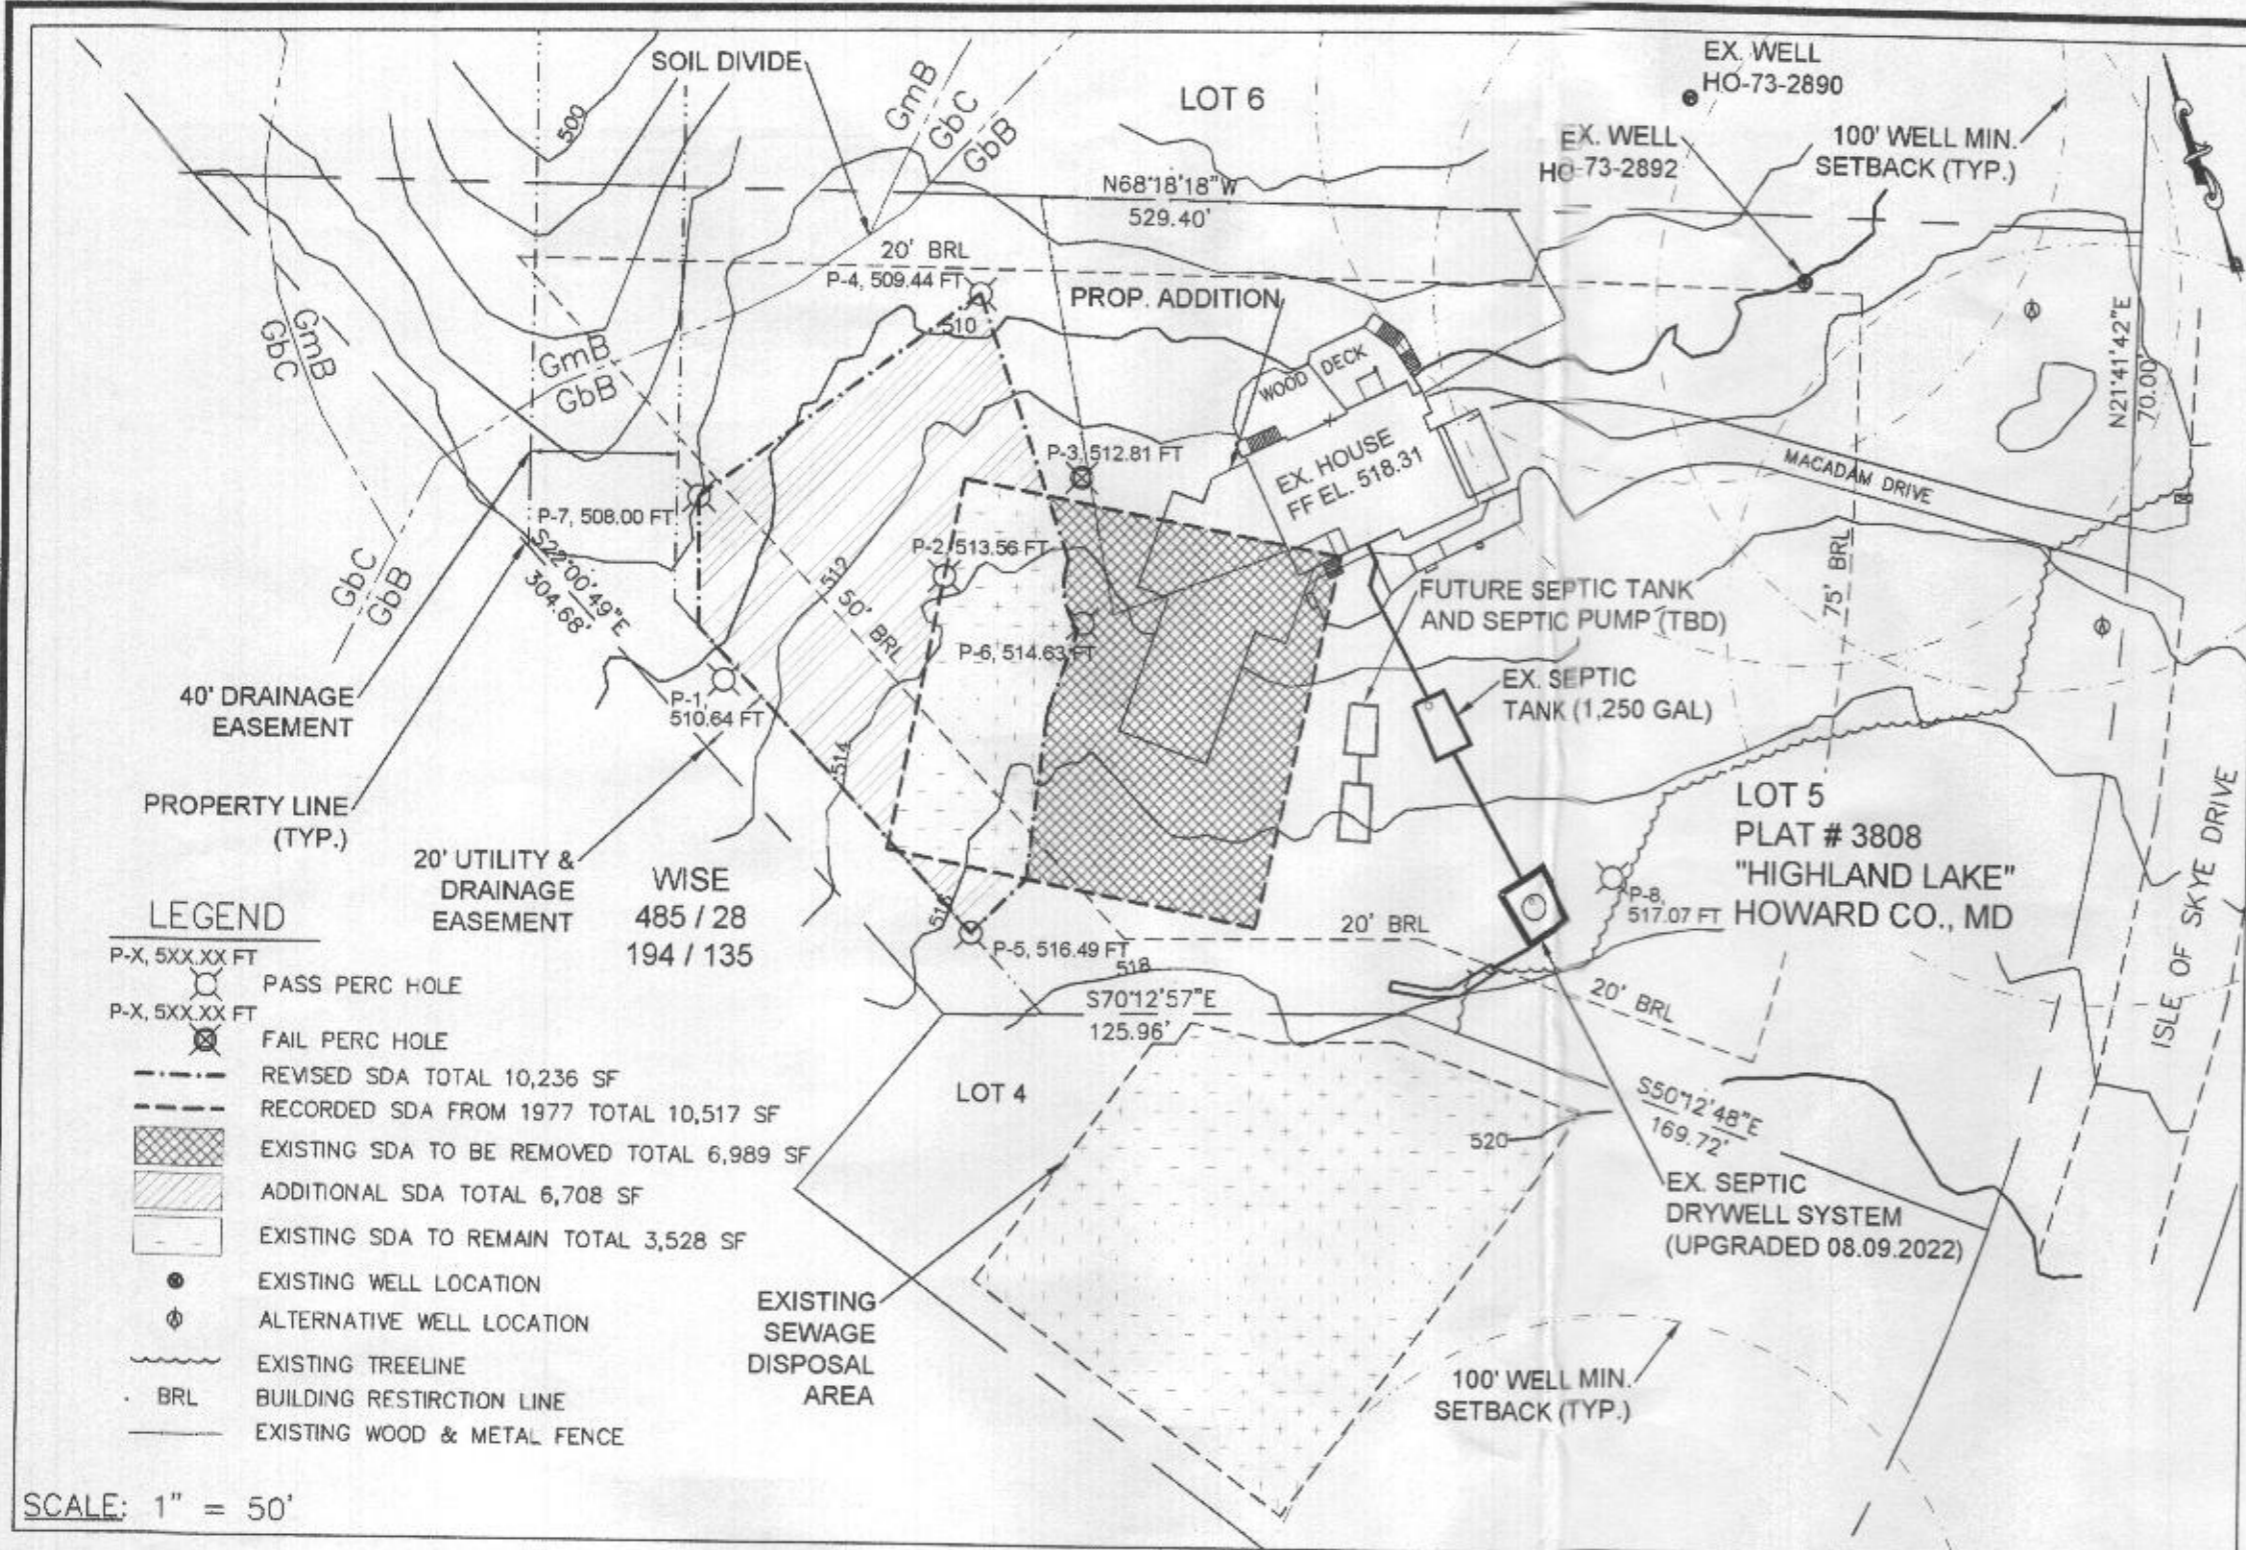 SOIL DIVIDE
500
GmB
GbC
GbB
LOT 6
EX. WELL
HO-73-2890
EX. WELL
HO-73-2892
100' WELL MIN.
SETBACK (TYP.)
N68°18'18"W
529.40'
20' BRL
P-4, 509.44 FT
510
PROP. ADDITION
GmB
GbC
GmB
GbB
WOOD DECK
EX. HOUSE
FF EL. 518.31
N21°41'42"E
70.00'
MACADAM DRIVE
P-3, 512.81 FT
P-7, 508.00 FT
P-2, 513.56 FT
512
50' BRL
S22°00'49"E
304.68'
GbC
GbB
75' BRL
FUTURE SEPTIC TANK
AND SEPTIC PUMP (TBD)
P-6, 514.63 FT
EX. SEPTIC
TANK (1,250 GAL)
40' DRAINAGE
EASEMENT
P-1,
510.64 FT
514
PROPERTY LINE
(TYP.)
LOT 5
PLAT # 3808
"HIGHLAND LAKE"
HOWARD CO., MD
ISLE OF SKYE DRIVE
20' UTILITY &
DRAINAGE
EASEMENT
WISE
485 / 28
194 / 135
516
P-8,
517.07 FT
20' BRL
P-5, 516.49 FT
518
S70°12'57"E
125.96'
20' BRL
LOT 4
S50°12'48"E
169.72'
520
EX. SEPTIC
DRYWELL SYSTEM
(UPGRADED 08.09.2022)
EXISTING
SEWAGE
DISPOSAL
AREA
100' WELL MIN.
SETBACK (TYP.)
LEGEND
P-X, 5XX.XX FT
PASS PERC HOLE
P-X, 5XX.XX FT
FAIL PERC HOLE
REVISED SDA TOTAL 10,236 SF
RECORDED SDA FROM 1977 TOTAL 10,517 SF
EXISTING SDA TO BE REMOVED TOTAL 6,989 SF
ADDITIONAL SDA TOTAL 6,708 SF
EXISTING SDA TO REMAIN TOTAL 3,528 SF
EXISTING WELL LOCATION
ALTERNATIVE WELL LOCATION
EXISTING TREELINE
BRL BUILDING RESTIRCTION LINE
EXISTING WOOD & METAL FENCE
SCALE: 1" = 50'